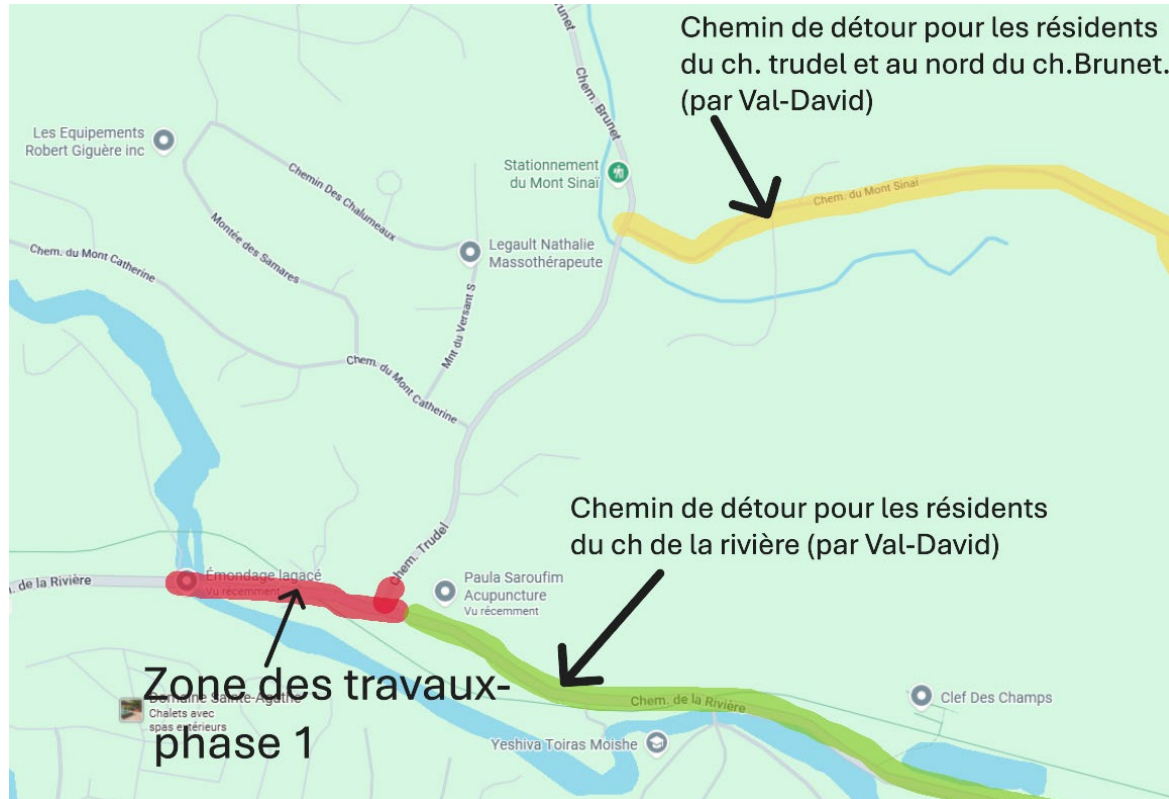 Chemin de détour pour les résidents
du ch. trudel et au nord du ch.Brunet.
(par Val-David)
Chem. Brunet
Les Equipements
Robert Giguère inc
Stationnement
du Mont Sinaï
Chemin Des Chalumeaux
Chem. du Mont Sinaï
Montée des Samares
Legault Nathalie
Massothérapeute
Chem. du Mont Catherine
Mnt du Versant S
Chem. du Mont Catherine
Chemin de détour pour les résidents
du ch de la rivière (par Val-David)
Chem. Trudel
. de la Rivière
Émondage lagacé
Vu récemment
Paula Saroufim
Acupuncture
Vu récemment
Zone des travaux-
phase 1
Domaine Sainte-Agathe
Chalets avec
spas extérieurs
Chem. de la Rivière
Clef Des Champs
Yeshiva Toiras Moishe